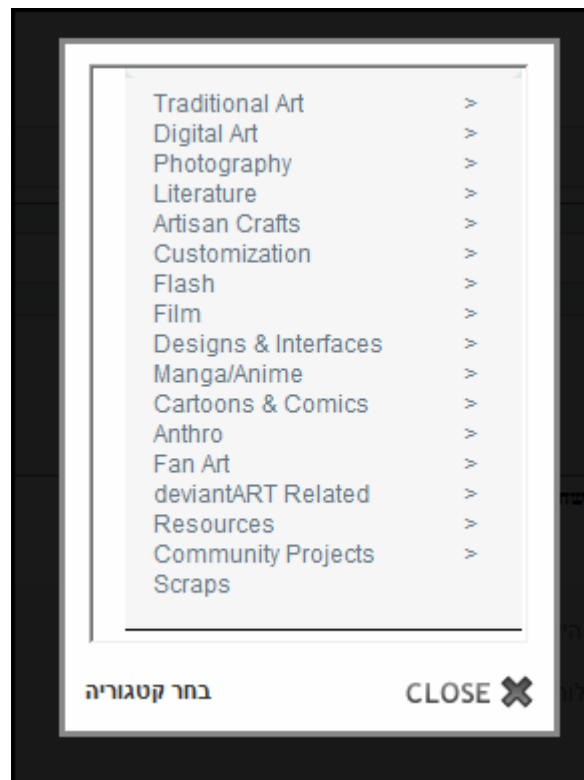 Traditional Art >
Digital Art >
Photography >
Literature >
Artisan Crafts >
Customization >
Flash >
Film >
Designs & Interfaces >
Manga/Anime >
Cartoons & Comics >
Anthro >
Fan Art >
deviantART Related >
Resources >
Community Projects >
Scraps
בחר קטגוריה
CLOSE